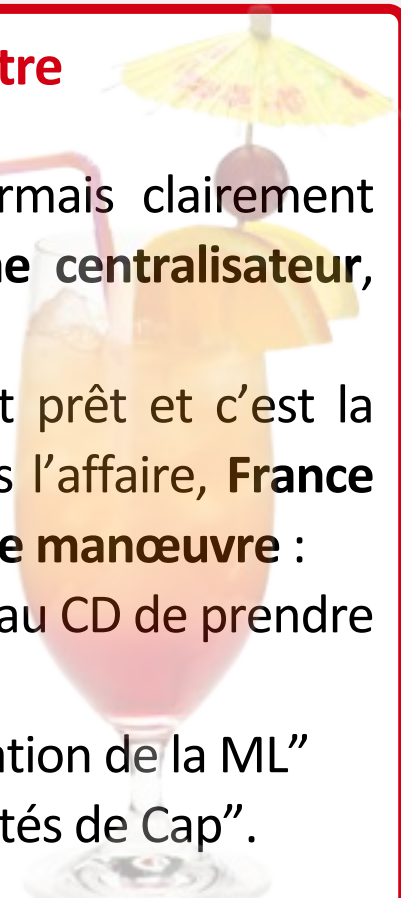 tre
rmais clairement
e centralisateur,
t prêt et c’est la
s l’affaire, France
e manœuvre :
au CD de prendre
tion de la ML”
tés de Cap”.